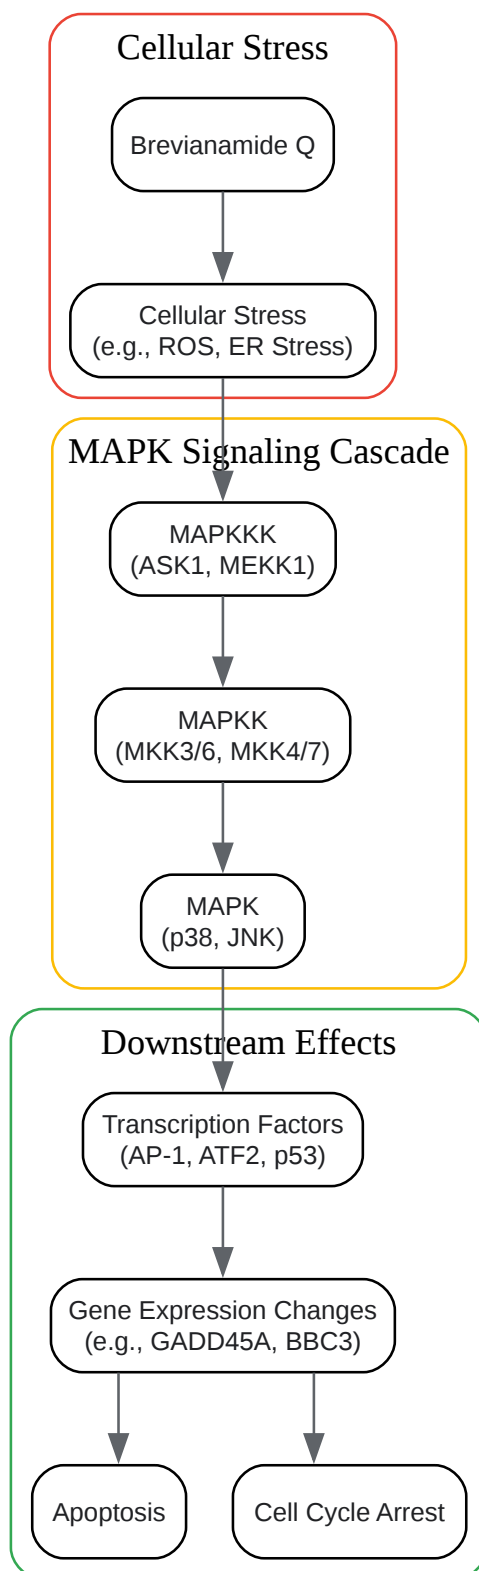 Cellular Stress
Brevianamide Q
Cellular Stress
(e.g., ROS, ER Stress)
MAPK Signaling Cascade
MAPKKK
(ASK1, MEKK1)
MAPKK
(MKK3/6, MKK4/7)
MAPK
(p38, JNK)
Downstream Effects
Transcription Factors
(AP-1, ATF2, p53)
Gene Expression Changes
(e.g., GADD45A, BBC3)
Apoptosis
Cell Cycle Arrest